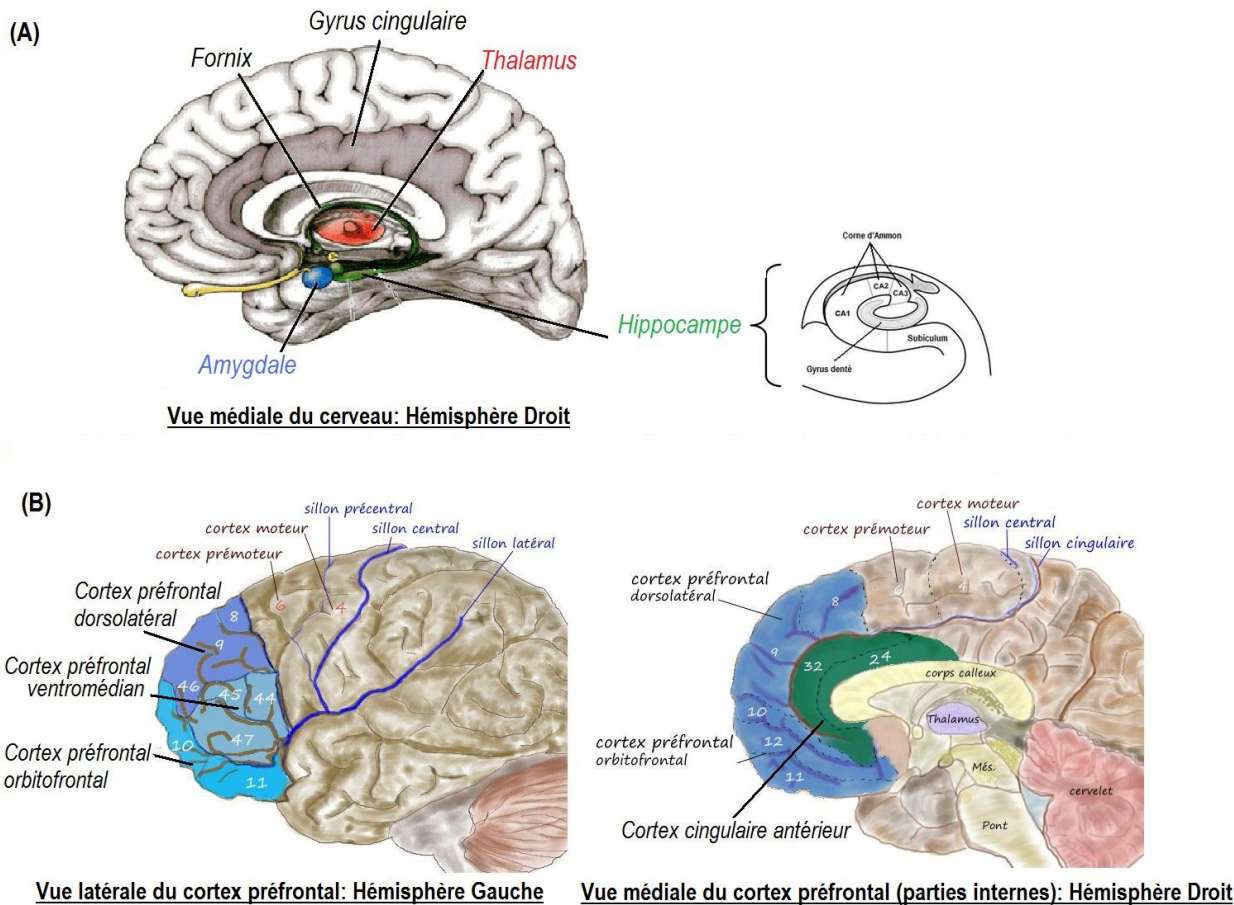 (A)
Gyrus cingulaire
Fornix
Thalamus
Amygdale
Hippocampe
Corne d'Ammon
CA1
CA2
CA3
Subiculum
Gyrus denté
Vue médiale du cerveau: Hémisphère Droit
(B)
sillon précentral
cortex moteur
sillon central
cortex prémoteur
sillon latéral
Cortex préfrontal
dorsolatéral
Cortex préfrontal
ventromédian
Cortex préfrontal
orbitofrontal
6
4
8
9
46
45
44
47
10
11
Vue latérale du cortex préfrontal: Hémisphère Gauche
cortex moteur
cortex prémoteur
sillon central
sillon cingulaire
cortex préfrontal
dorsolatéral
6
4
8
9
32
24
10
12
11
corps calleux
Thalamus
Més.
Pont
cervelet
cortex préfrontal
orbitofrontal
Cortex cingulaire antérieur
Vue médiale du cortex préfrontal (parties internes): Hémisphère Droit